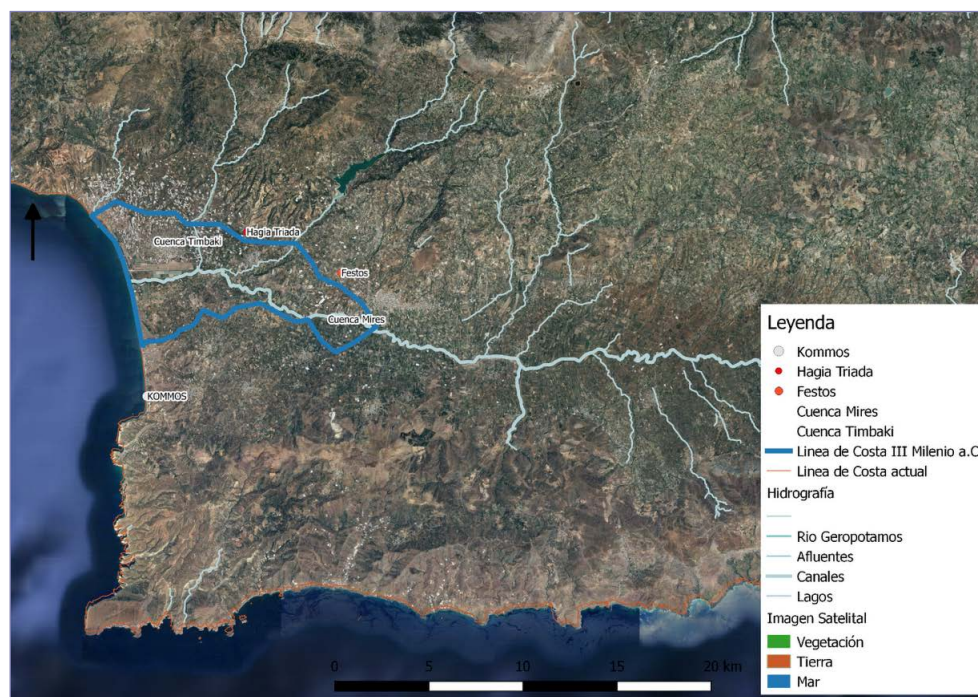 Hagia Triada
Cuenca Timbaki
Festos
Cuenca Mires
KOMMOS
Leyenda
Kommos
Hagia Triada
Festos
Cuenca Mires
Cuenca Timbaki
Linea de Costa III Milenio a.C
Linea de Costa actual
Hidrografía
Rio Geropotamos
Afluentes
Canales
Lagos
Imagen Satelital
Vegetación
Tierra
Mar
0 5 10 15 20 km